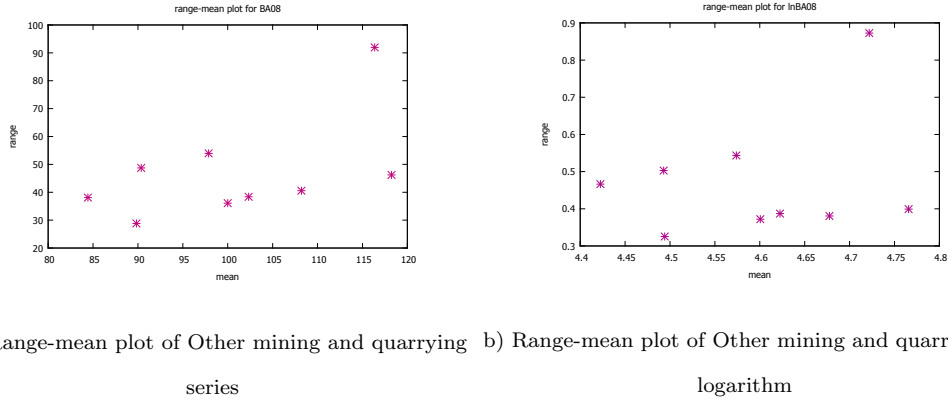 range-mean plot for BA08
100
90
80
70
60
50
40
30
20
range
80 85 90 95 100 105 110 115 120
mean
range-mean plot for lnBA08
0.9
0.8
0.7
0.6
0.5
0.4
0.3
range
4.4 4.45 4.5 4.55 4.6 4.65 4.7 4.75 4.8
mean
ange-mean plot of Other mining and quarrying
series
b) Range-mean plot of Other mining and quarr
logarithm